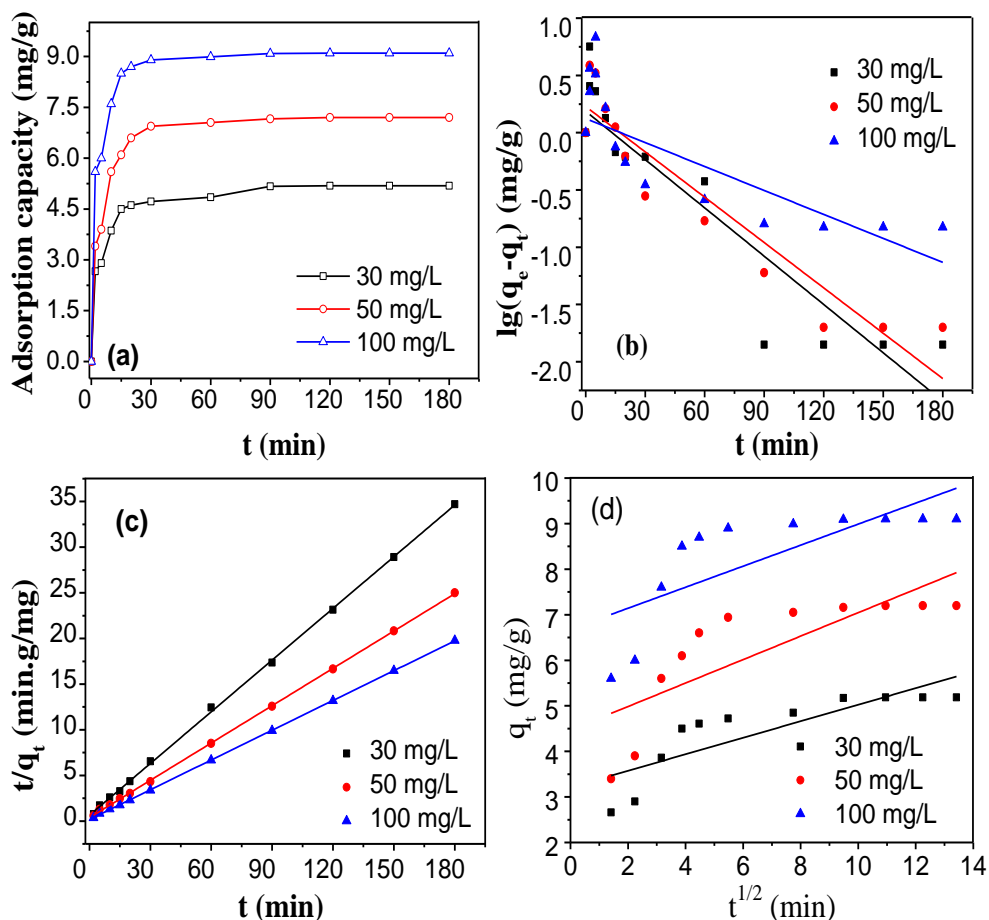 (a)
Adsorption capacity (mg/g)
9.0
7.5
6.0
4.5
3.0
1.5
0.0
30 mg/L
50 mg/L
100 mg/L
0 30 60 90 120 150 180
t (min)
(b)
lg(qe-qt) (mg/g)
1.0
0.5
0.0
-0.5
-1.0
-1.5
-2.0
30 mg/L
50 mg/L
100 mg/L
0 30 60 90 120 150 180
t (min)
(c)
t/qt (min.g/mg)
35
30
25
20
15
10
5
0
30 mg/L
50 mg/L
100 mg/L
0 30 60 90 120 150 180
t (min)
(d)
qt (mg/g)
10
9
8
7
6
5
4
3
2
30 mg/L
50 mg/L
100 mg/L
0 2 4 6 8 10 12 14
t1/2 (min)